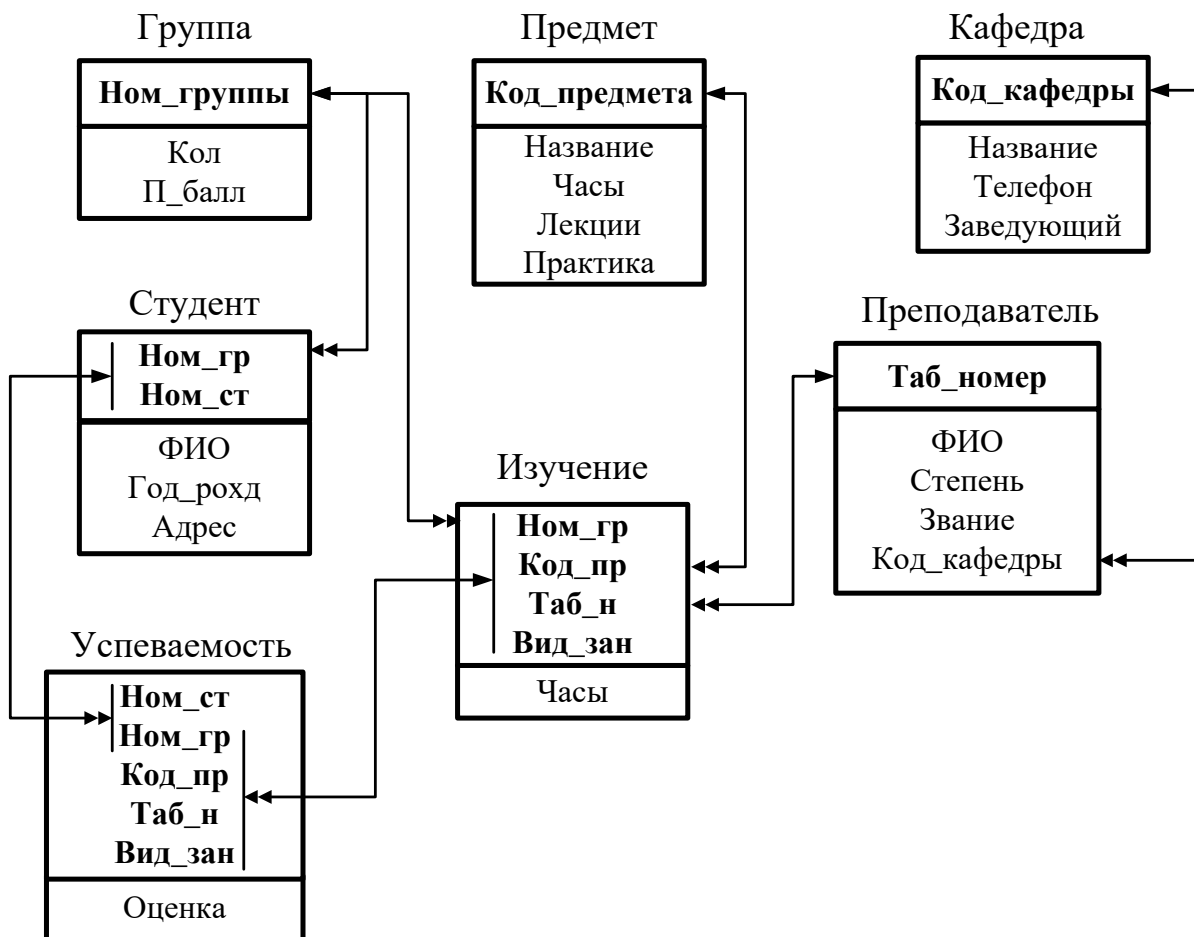 Группа
Ном_группы
Кол
П_балл
Предмет
Код_предмета
Название
Часы
Лекции
Практика
Кафедра
Код_кафедры
Название
Телефон
Заведующий
Студент
Ном_гр
Ном_ст
ФИО
Год_рохд
Адрес
Преподаватель
Таб_номер
ФИО
Степень
Звание
Код_кафедры
Изучение
Ном_гр
Код_пр
Таб_н
Вид_зан
Часы
Успеваемость
Ном_ст
Ном_гр
Код_пр
Таб_н
Вид_зан
Оценка